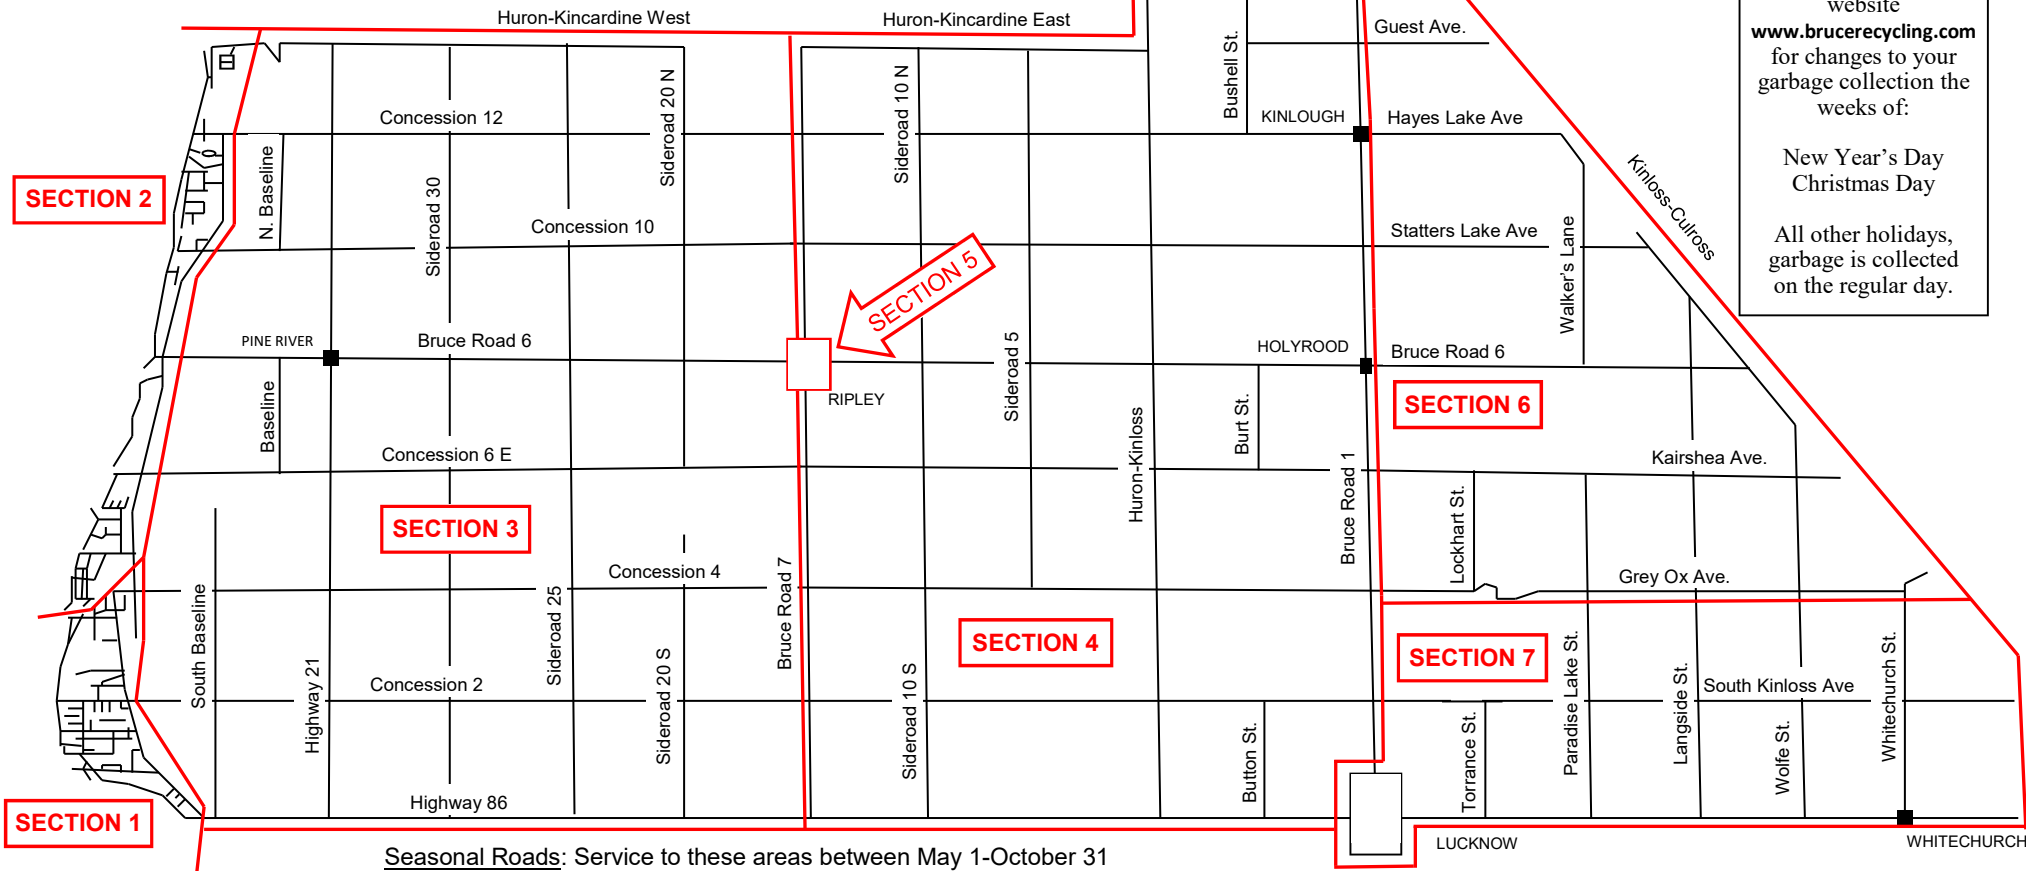 Huron-Kincardine West
Huron-Kincardine East
Guest Ave.
Bushell St.
website
www.brucerecycling.com
for changes to your
garbage collection the
weeks of:
New Year's Day
Christmas Day
All other holidays,
garbage is collected
on the regular day.
Concession 12
Sideroad 20 N
Sideroad 10 N
KINLOUGH
Hayes Lake Ave
Kinloss-Culross
SECTION 2
N. Baseline
Sideroad 30
Concession 10
Statters Lake Ave
Walker's Lane
SECTION 5
PINE RIVER
Bruce Road 6
HOLYROOD
Bruce Road 6
RIPLEY
Sideroad 5
SECTION 6
Baseline
Concession 6 E
Huron-Kinloss
Burt St.
Bruce Road 1
Kairshea Ave.
Lockhart St.
SECTION 3
Concession 4
Bruce Road 7
Grey Ox Ave.
South Baseline
Sideroad 25
SECTION 4
SECTION 7
Paradise Lake St.
Langside St.
Whitechurch St.
Highway 21
Concession 2
Sideroad 20 S
Sideroad 10 S
South Kinloss Ave
Button St.
Torrance St.
Wolfe St.
SECTION 1
Highway 86
LUCKNOW
WHITECHURCH
Seasonal Roads: Service to these areas between May 1-October 31